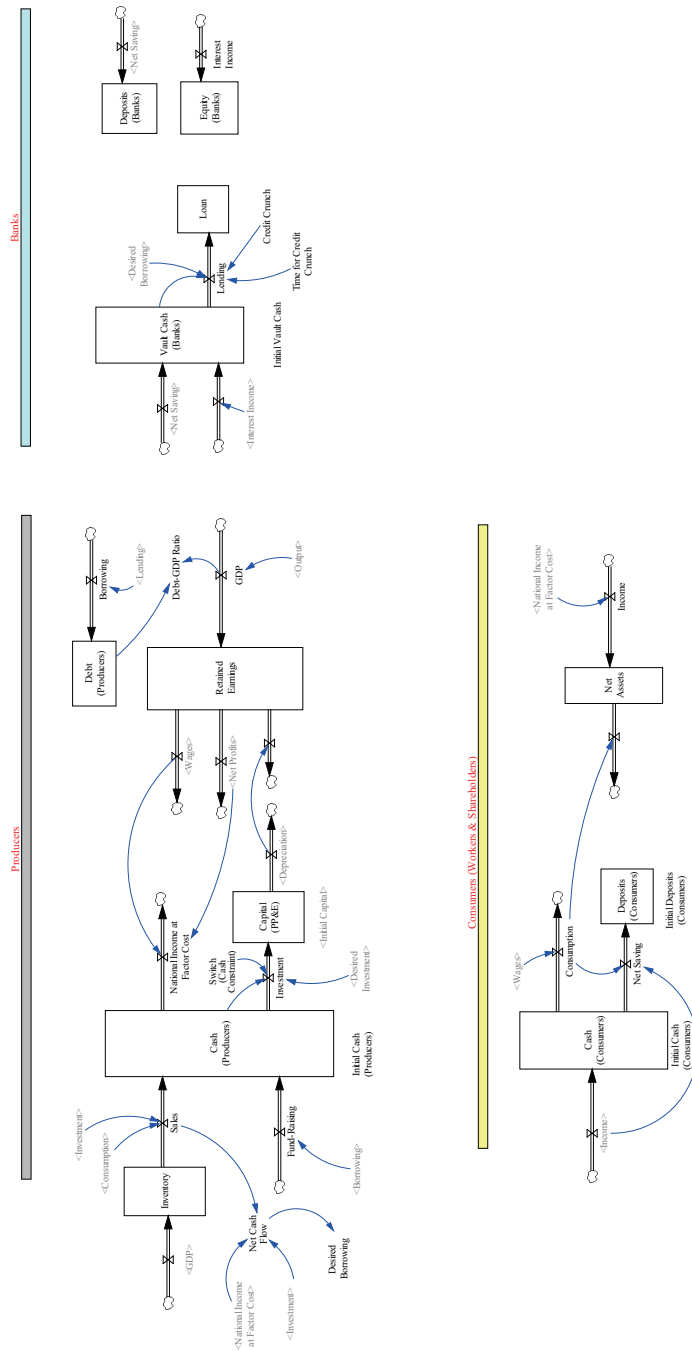 Producers
<Investment>
<Consumption>
Sales
Inventory
<GDP>
Net Cash
Flow
<National Income
at Factor Cost>
<Investment>
Desired
Borrowing
Fund-Raising
<Borrowing>
Cash
(Producers)
Initial Cash
(Producers)
National Income at
Factor Cost
Switch
(Cash
Constraint)
Investment
<Desired
Investment>
Capital
(PP&E)
<Initial Capital>
<Depreciation>
<Wages>
<Net Profits>
Retained
Earnings
Debt
(Producers)
Borrowing
<Lending>
Debt-GDP Ratio
GDP
<Output>
Banks
<Net Saving>
<Interest Income>
Vault Cash
(Banks)
Initial Vault Cash
<Desired
Borrowing>
Lending
Credit Crunch
Time for Credit
Crunch
Loan
Deposits
(Banks)
<Net Saving>
Equity
(Banks)
Interest
Income
Consumers (Workers & Shareholders)
<Income>
Cash
(Consumers)
Initial Cash
(Consumers)
<Wages>
Consumption
Net Saving
Deposits
(Consumers)
Initial Deposits
(Consumers)
Net
Assets
Income
<National Income
at Factor Cost>